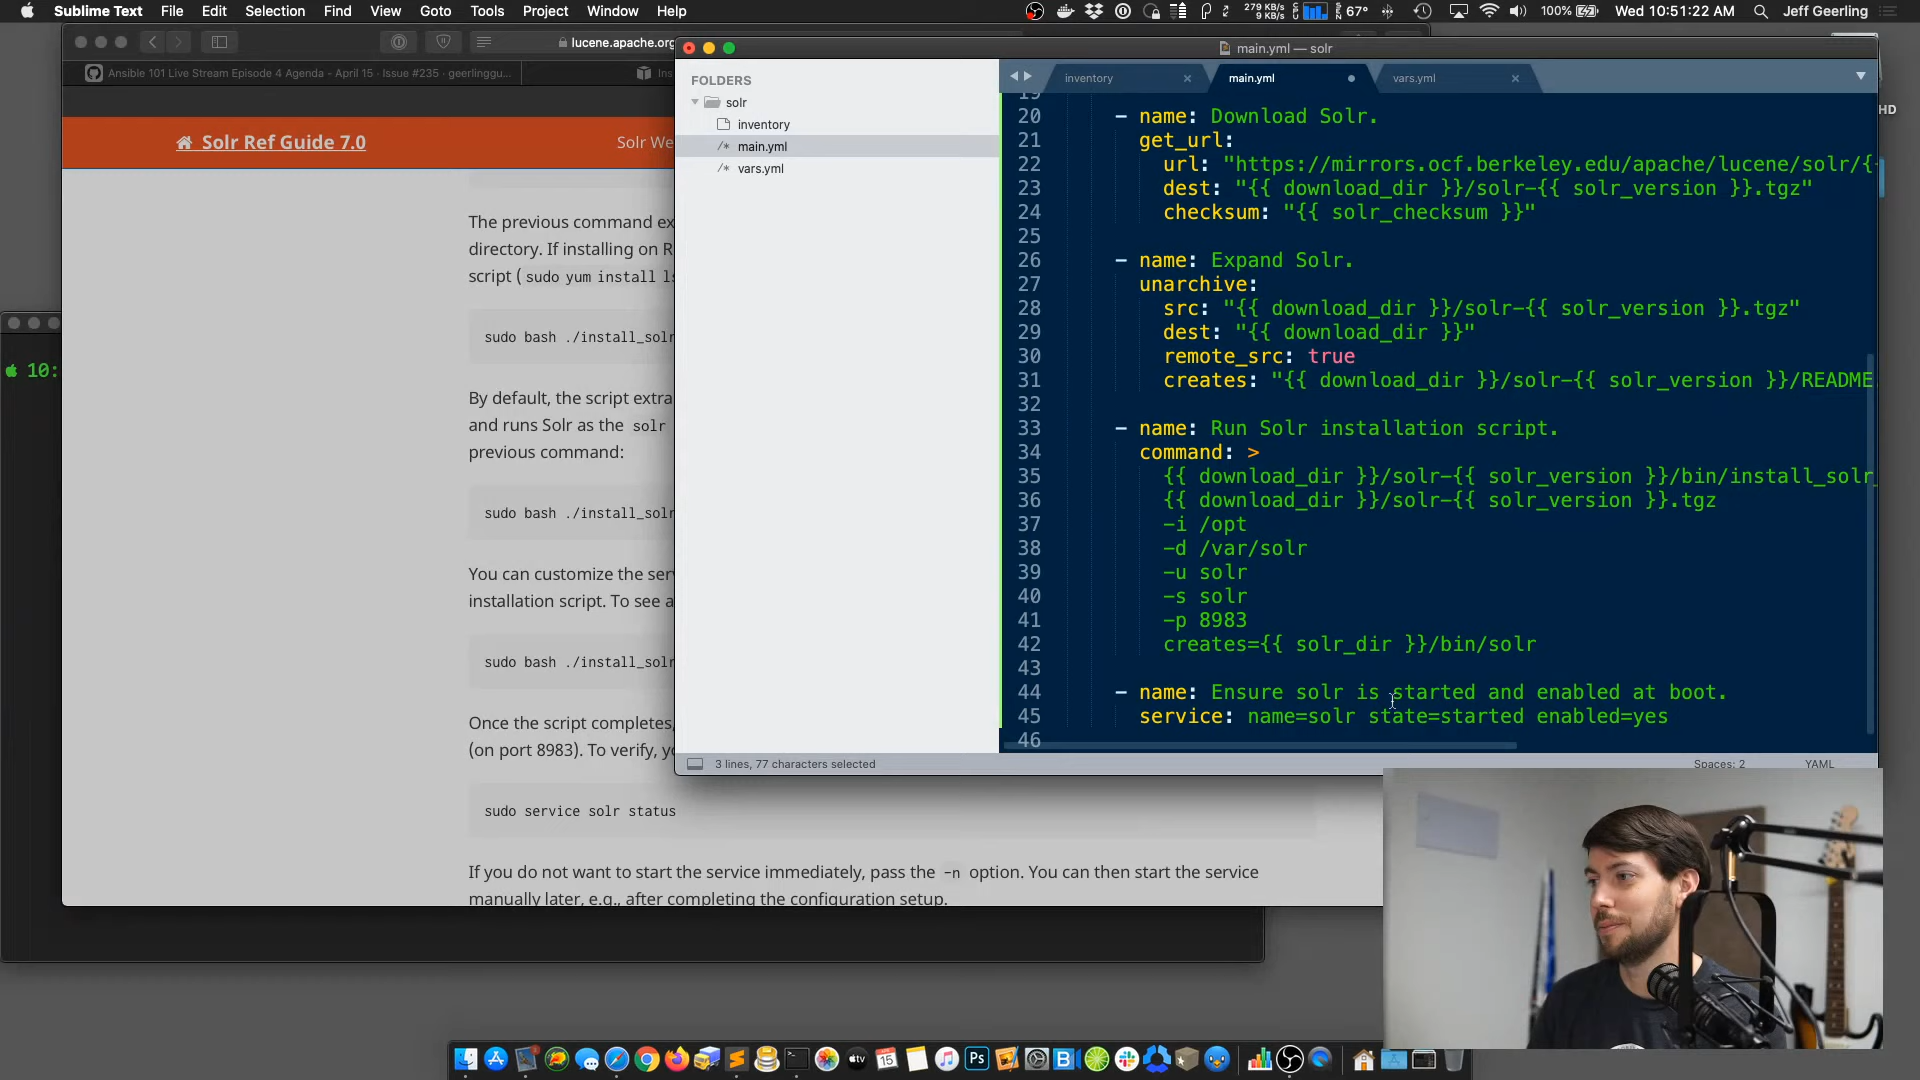 Sublime Text File Edit Selection Find View Goto Tools Project Window Help
279 KB/s
9 KB/s
67° 100% Wed 10:51:22 AM Jeff Geerling
lucene.apache.org
main.yml — solr
Ansible 101 Live Stream Episode 4 Agenda - April 15 · Issue #235 · geerlinggu...
Ins
HD
FOLDERS
solr
inventory
main.yml
vars.yml
inventory main.yml vars.yml
Solr Ref Guide 7.0
Solr We
The previous command ex
directory. If installing on R
script ( sudo yum install ls
sudo bash ./install_solr
10:
By default, the script extra
and runs Solr as the solr
previous command:
sudo bash ./install_solr
You can customize the serv
installation script. To see a
sudo bash ./install_solr
Once the script completes,
(on port 8983). To verify, yo
sudo service solr status
If you do not want to start the service immediately, pass the -n option. You can then start the service
manually later, e.g., after completing the configuration setup.
19
20 - name: Download Solr.
21 get_url:
22 url: "https://mirrors.ocf.berkeley.edu/apache/lucene/solr/{
23 dest: "{{ download_dir }}/solr-{{ solr_version }}.tgz"
24 checksum: "{{ solr_checksum }}"
25
26 - name: Expand Solr.
27 unarchive:
28 src: "{{ download_dir }}/solr-{{ solr_version }}.tgz"
29 dest: "{{ download_dir }}"
30 remote_src: true
31 creates: "{{ download_dir }}/solr-{{ solr_version }}/README
32
33 - name: Run Solr installation script.
34 command: >
35 {{ download_dir }}/solr-{{ solr_version }}/bin/install_solr_
36 {{ download_dir }}/solr-{{ solr_version }}.tgz
37 -i /opt
38 -d /var/solr
39 -u solr
40 -s solr
41 -p 8983
42 creates={{ solr_dir }}/bin/solr
43
44 - name: Ensure solr is started and enabled at boot.
45 service: name=solr state=started enabled=yes
46
3 lines, 77 characters selected
Spaces: 2 YAML